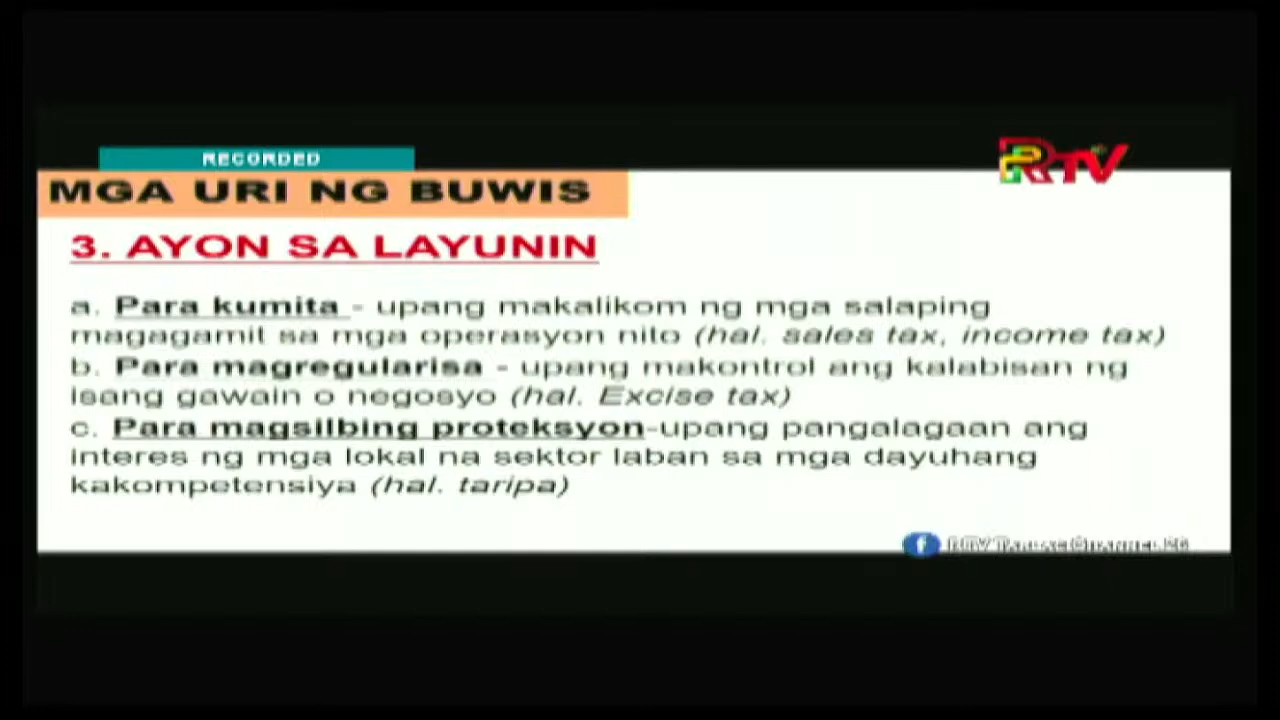 RECORDED
PRTV
MGA URI NG BUWIS
3. AYON SA LAYUNIN
a. Para kumita - upang makalikom ng mga salaping
magagamit sa mga operasyon nito (hal. sales tax, income tax)
b. Para magregularisa - upang makontrol ang kalabisan ng
isang gawain o negosyo (hal. Excise tax)
c. Para magsilbing proteksyon-upang pangalagaan ang
interes ng mga lokal na sektor laban sa mga dayuhang
kakompetensiya (hal. taripa)